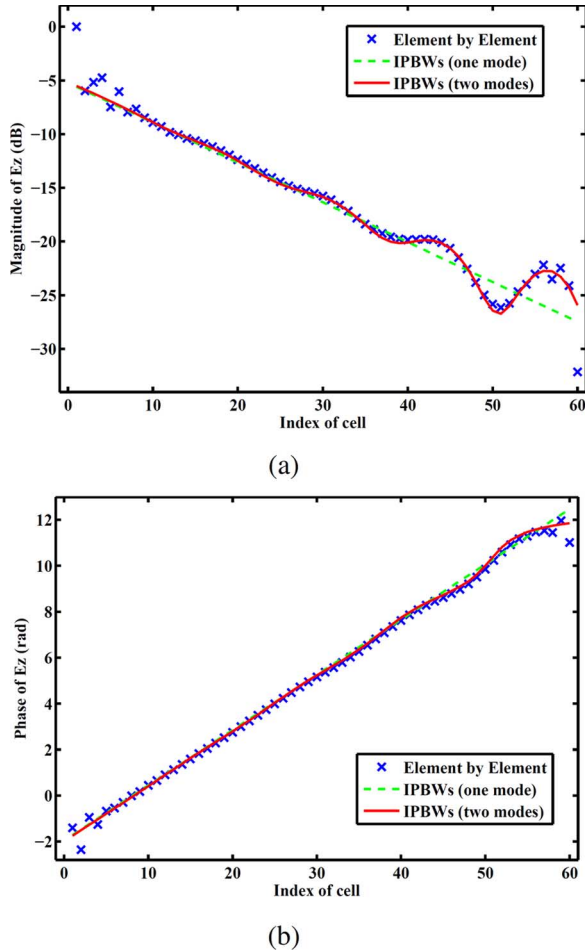 0
−5
−10
−15
−20
−25
−30
Magnitude of Ez (dB)
Element by Element
IPBWs (one mode)
IPBWs (two modes)
0 10 20 30 40 50 60
Index of cell
(a)
12
10
8
6
4
2
0
−2
Phase of Ez (rad)
Element by Element
IPBWs (one mode)
IPBWs (two modes)
0 10 20 30 40 50 60
Index of cell
(b)